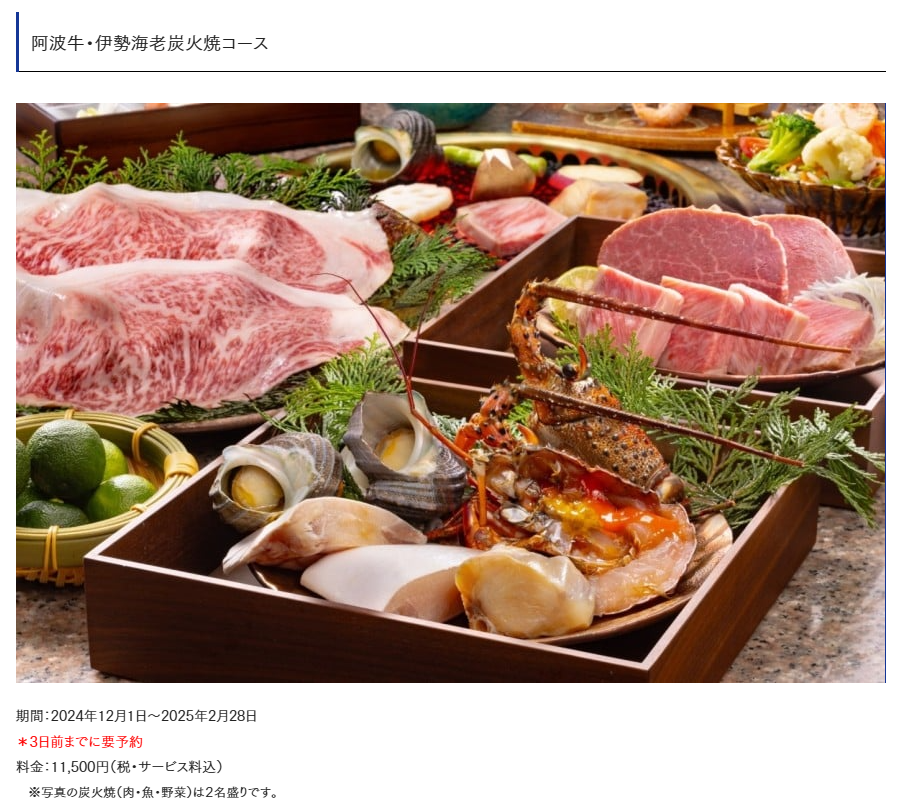 阿波牛・伊勢海老炭火焼コース
期間：2024年12月1日～2025年2月28日
＊3日前までに要予約
料金：11,500円（税・サービス料込）
※写真の炭火焼（肉・魚・野菜）は2名盛りです。